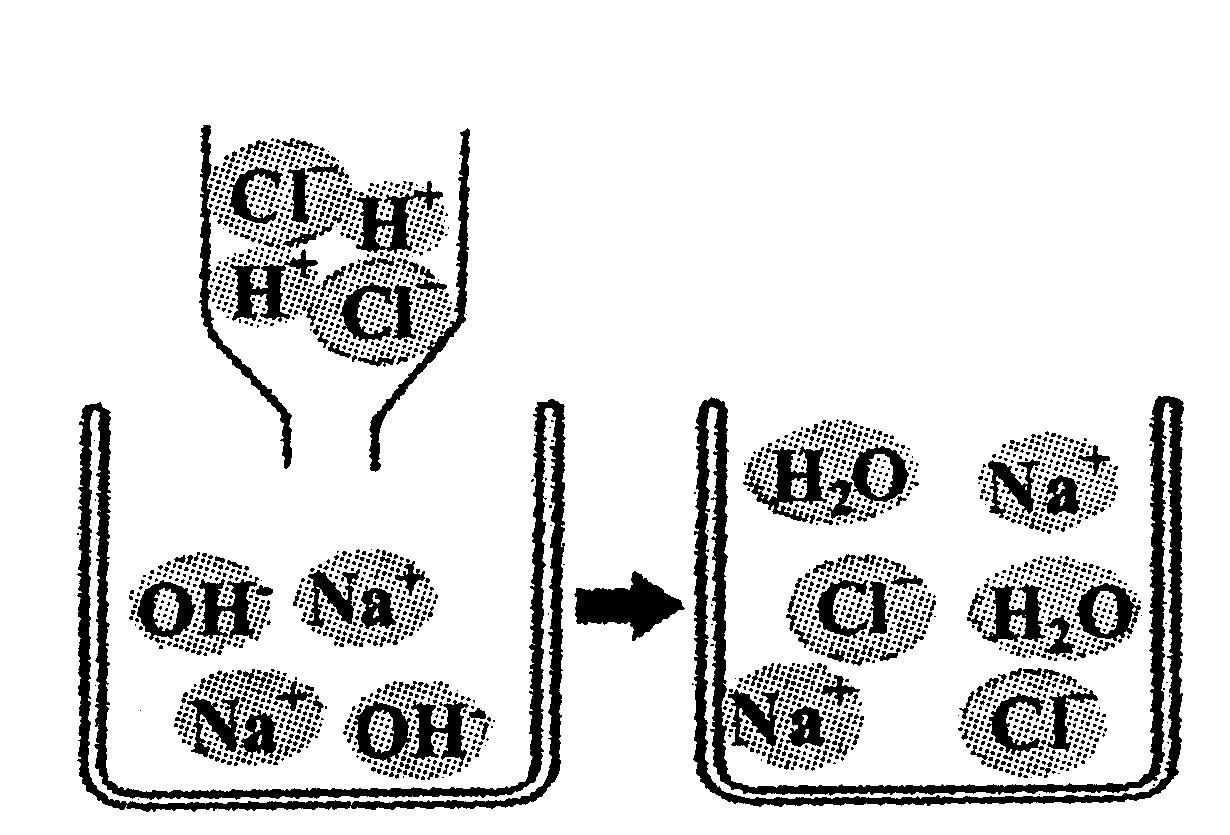 Cl⁻ H⁺
H⁺ Cl⁻
OH⁻ Na⁺
Na⁺ OH⁻
H₂O Na⁺
Cl⁻ H₂O
Na⁺ Cl⁻